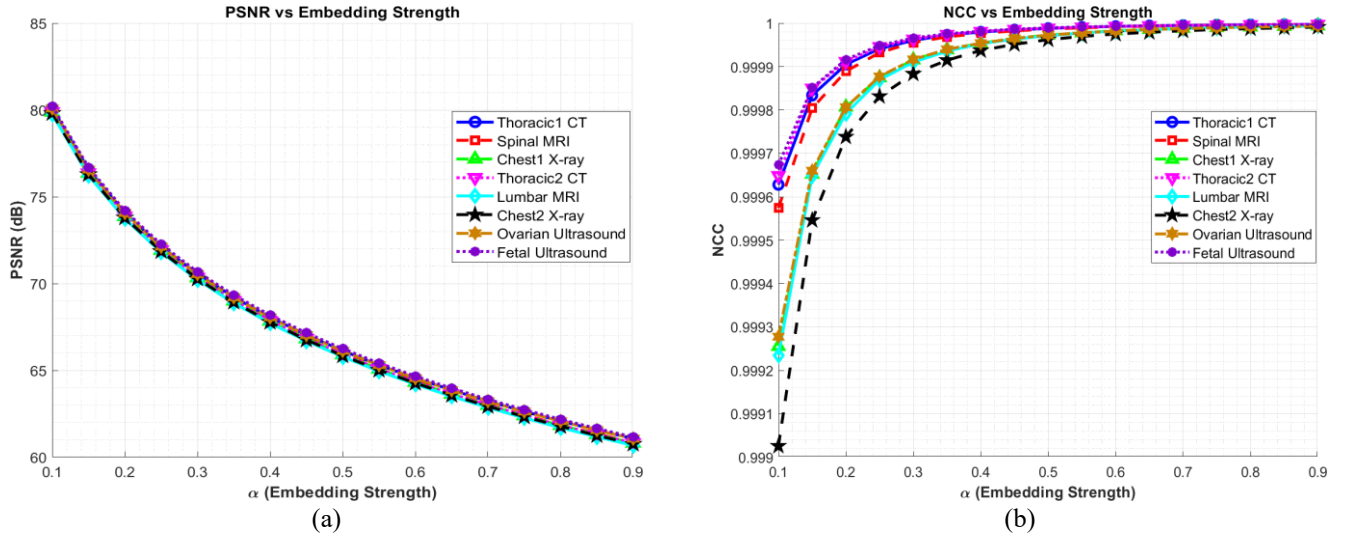 PSNR vs Embedding Strength
85
80
75
70
65
60
PSNR (dB)
0.1 0.2 0.3 0.4 0.5 0.6 0.7 0.8 0.9
α (Embedding Strength)
Thoracic1 CT
Spinal MRI
Chest1 X-ray
Thoracic2 CT
Lumbar MRI
Chest2 X-ray
Ovarian Ultrasound
Fetal Ultrasound
(a)
NCC vs Embedding Strength
1
0.9999
0.9998
0.9997
0.9996
0.9995
0.9994
0.9993
0.9992
0.9991
0.999
NCC
0.1 0.2 0.3 0.4 0.5 0.6 0.7 0.8 0.9
α (Embedding Strength)
Thoracic1 CT
Spinal MRI
Chest1 X-ray
Thoracic2 CT
Lumbar MRI
Chest2 X-ray
Ovarian Ultrasound
Fetal Ultrasound
(b)